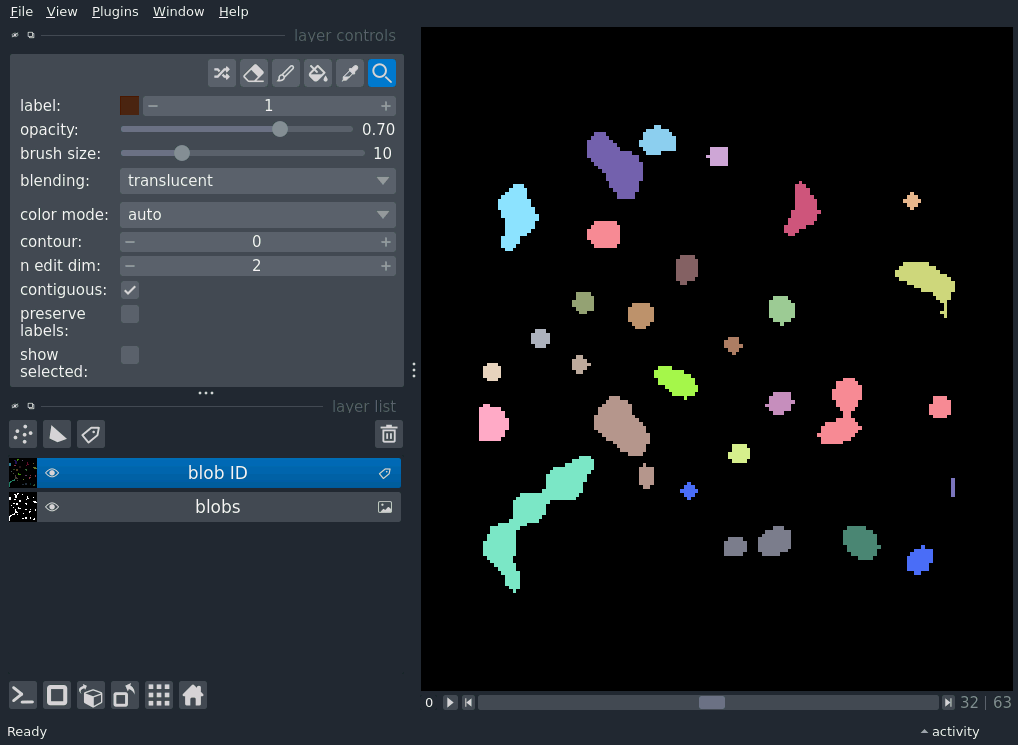 File View Plugins Window Help
layer controls
label: 1
opacity: 0.70
brush size: 10
blending: translucent
color mode: auto
contour: 0
n edit dim: 2
contiguous:
preserve
labels:
show
selected:
layer list
blob ID
blobs
0 32 | 63
Ready activity